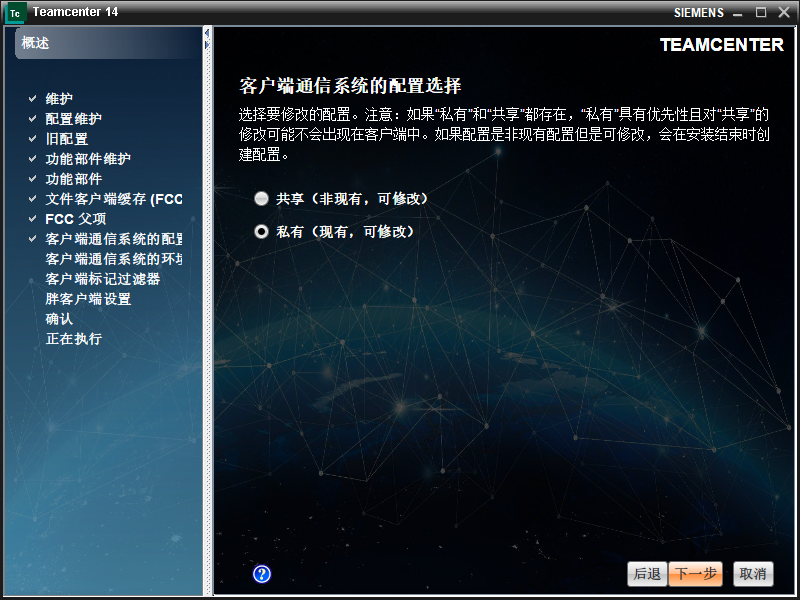 Tc Teamcenter 14 SIEMENS
TEAMCENTER
概述
维护
配置维护
旧配置
功能部件维护
功能部件
文件客户端缓存 (FCC
FCC 父项
客户端通信系统的配置
客户端通信系统的环境
客户端标记过滤器
胖客户端设置
确认
正在执行
客户端通信系统的配置选择
选择要修改的配置。注意：如果“私有”和“共享”都存在，“私有”具有优先性且对“共享”的
修改可能不会出现在客户端中。如果配置是非现有配置但是可修改，会在安装结束时创
建配置。
共享（非现有，可修改）
私有（现有，可修改）
?
后退 下一步 取消